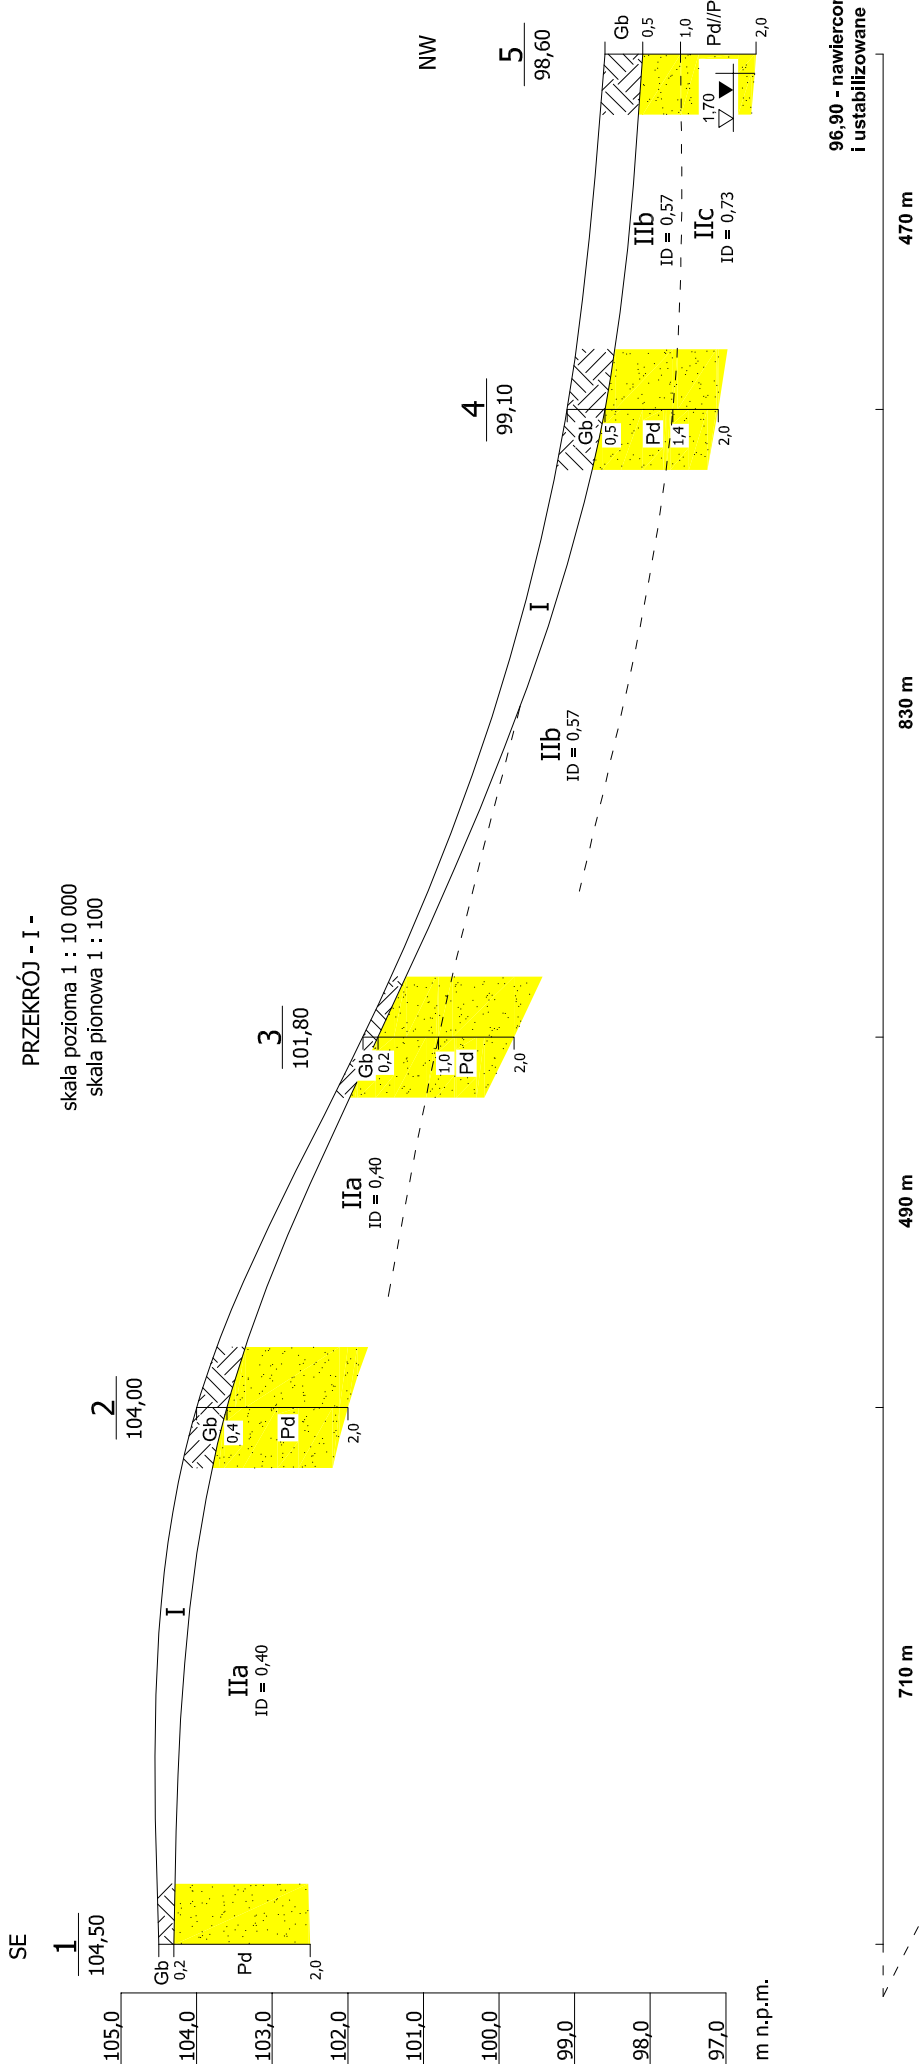 PRZEKRÓJ - I -
skala pozioma 1 : 10 000
skala pionowa 1 : 100
SE
NW
1
104,50
Gb
0,2
Pd
2,0
2
104,00
Gb
0,4
Pd
2,0
3
101,80
Gb
0,2
1,0
Pd
2,0
4
99,10
Gb
0,5
Pd
1,4
2,0
5
98,60
Gb
0,5
1,0
Pd//P
2,0
1,70
I
IIa
ID = 0,40
IIa
ID = 0,40
I
IIb
ID = 0,57
IIb
ID = 0,57
IIc
ID = 0,73
105,0
104,0
103,0
102,0
101,0
100,0
99,0
98,0
97,0
m n.p.m.
710 m
490 m
830 m
470 m
96,90 - nawiercon
i ustabilizowane